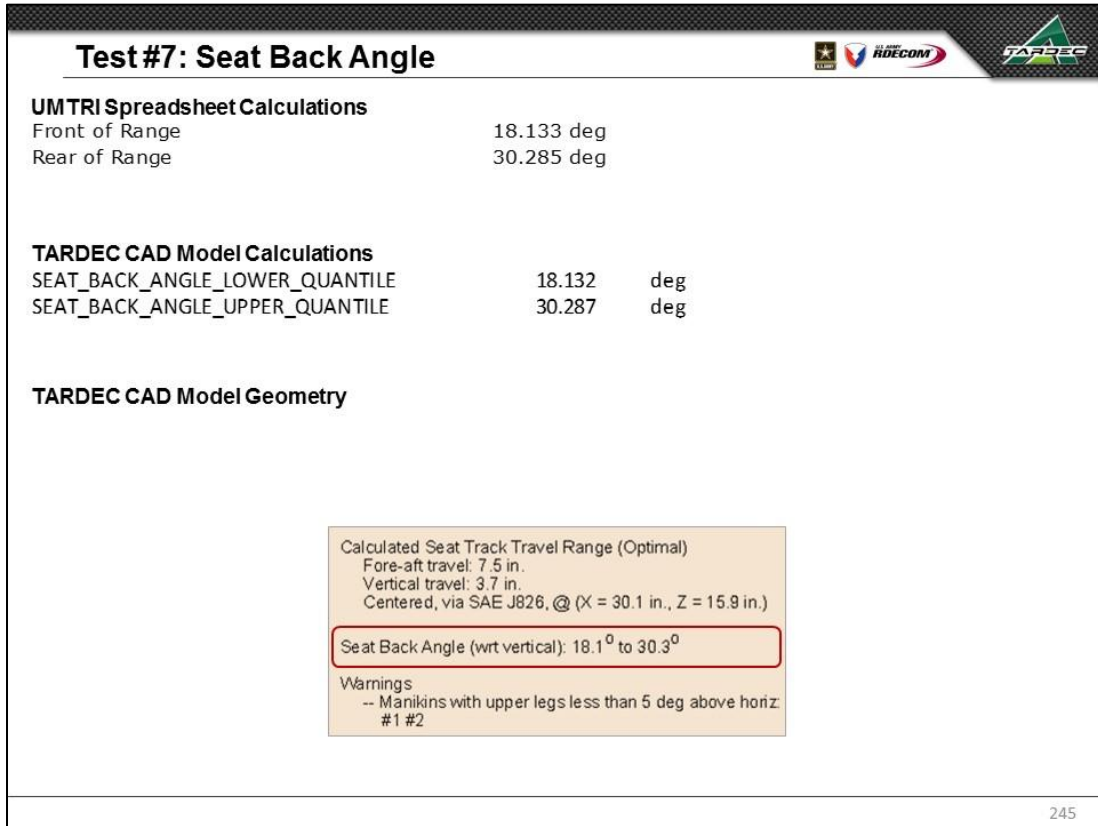 Test #7: Seat Back Angle
U.S. ARMY
U.S. ARMY
RDECOM
TARDEC
UMTRI Spreadsheet Calculations
Front of Range 18.133 deg
Rear of Range 30.285 deg
TARDEC CAD Model Calculations
SEAT_BACK_ANGLE_LOWER_QUANTILE 18.132 deg
SEAT_BACK_ANGLE_UPPER_QUANTILE 30.287 deg
TARDEC CAD Model Geometry
Calculated Seat Track Travel Range (Optimal)
Fore-aft travel: 7.5 in.
Vertical travel: 3.7 in.
Centered, via SAE J826, @ (X = 30.1 in., Z = 15.9 in.)
Seat Back Angle (wrt vertical): 18.1⁰ to 30.3⁰
Warnings
-- Manikins with upper legs less than 5 deg above horiz:
#1 #2
245